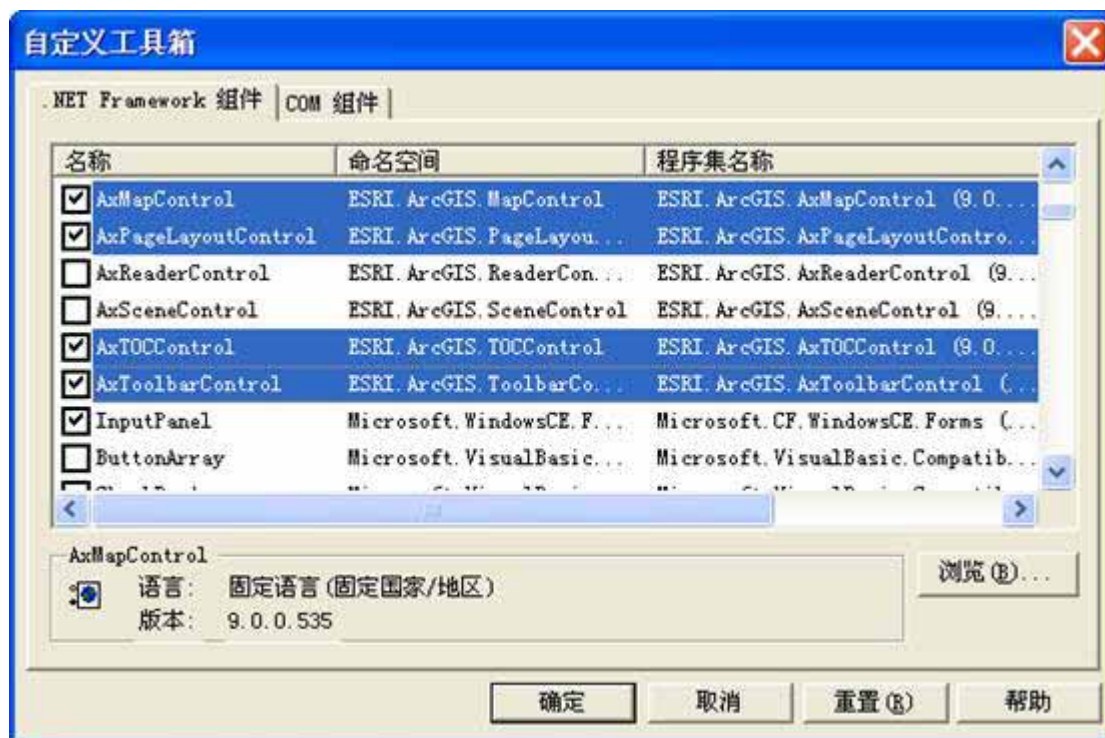 自定义工具箱
.NET Framework 组件 COM 组件
名称 命名空间 程序集名称
AxMapControl ESRI.ArcGIS.MapControl ESRI.ArcGIS.AxMapControl (9.0....
AxPageLayoutControl ESRI.ArcGIS.PageLayou... ESRI.ArcGIS.AxPageLayoutContro...
AxReaderControl ESRI.ArcGIS.ReaderCon... ESRI.ArcGIS.AxReaderControl (9...
AxSceneControl ESRI.ArcGIS.SceneControl ESRI.ArcGIS.AxSceneControl (9....
AxTOCControl ESRI.ArcGIS.TOCControl ESRI.ArcGIS.AxTOCControl (9.0....
AxToolbarControl ESRI.ArcGIS.ToolbarCo... ESRI.ArcGIS.AxToolbarControl (...
InputPanel Microsoft.WindowsCE.F... Microsoft.CF.WindowsCE.Forms (...
ButtonArray Microsoft.VisualBasic... Microsoft.VisualBasic.Compatib...
AxMapControl
语言: 固定语言(固定国家/地区)
版本: 9.0.0.535
浏览(B)...
确定 取消 重置(R) 帮助